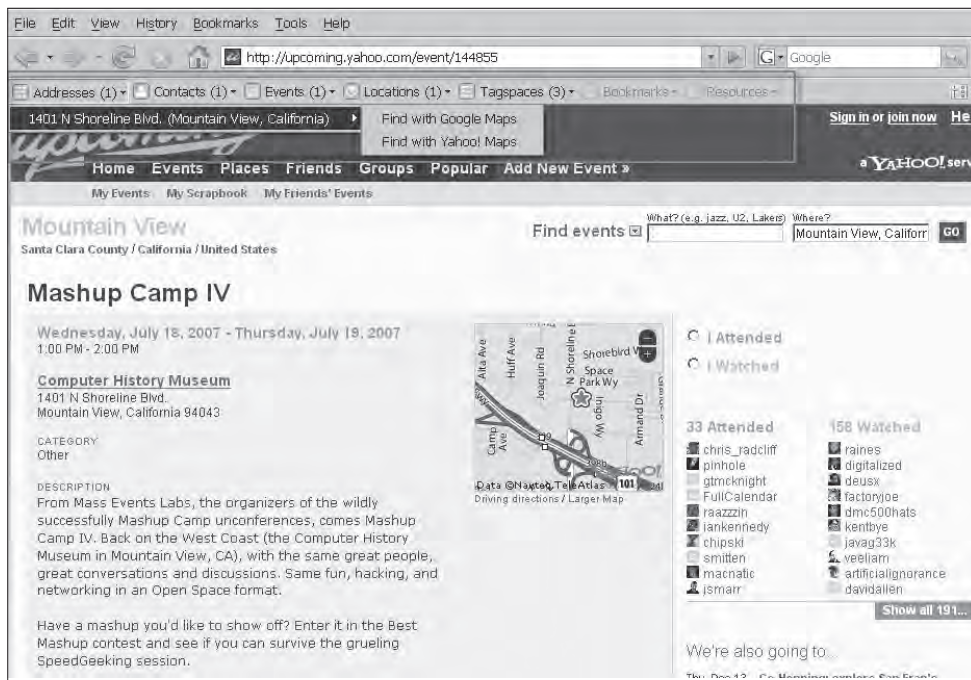 File Edit View History Bookmarks Tools Help
http://upcoming.yahoo.com/event/144855
G Google
Addresses (1) Contacts (1) Events (1) Locations (1) Tagspaces (3) Bookmarks Resources
1401 N Shoreline Blvd. (Mountain View, California) Find with Google Maps
Find with Yahoo! Maps
Sign in or join now He
upcoming
Home Events Places Friends Groups Popular Add New Event »
a YAHOO! serv
My Events My Scrapbook My Friends' Events
Mountain View
Santa Clara County / California / United States
Find events
What? (e.g. jazz, U2, Lakers) Where?
Mountain View, Californ GO
Mashup Camp IV
Wednesday, July 18, 2007 - Thursday, July 19, 2007
1:00 PM - 2:00 PM
Computer History Museum
1401 N Shoreline Blvd.
Mountain View, California 94043
CATEGORY
Other
DESCRIPTION
From Mass Events Labs, the organizers of the wildly
successfully Mashup Camp unconferences, comes Mashup
Camp IV. Back on the West Coast (the Computer History
Museum in Mountain View, CA), with the same great people,
great conversations and discussions. Same fun, hacking, and
networking in an Open Space format.
Have a mashup you'd like to show off? Enter it in the Best
Mashup contest and see if you can survive the grueling
SpeedGeeking session.
Alta Ave
Huff Ave
Joaquin Rd
N Shoreline B
Shorebird W
Space
Park Wy
Ingo Wy
Armand Dr
Camp
Ave
101
Data ©Navteq, TeleAtlas
Driving directions / Larger Map
I Attended
I Watched
33 Attended
chris_radcliff
pinhole
gtmcknight
FullCalendar
raazzin
iankennedy
chipski
smitten
macnatic
jsmarr
158 Watched
raines
digitalized
deusx
factoryjoe
dmc500hats
kentbye
javag33k
veeliam
artificialignorance
davidallen
Show all 191...
We're also going to...